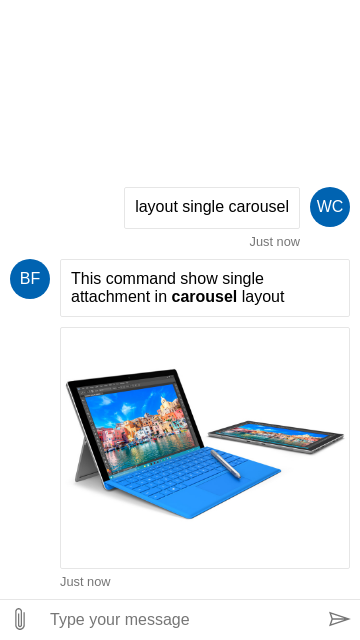 layout single carousel
WC
Just now
BF
This command show single
attachment in carousel layout
Just now
Type your message